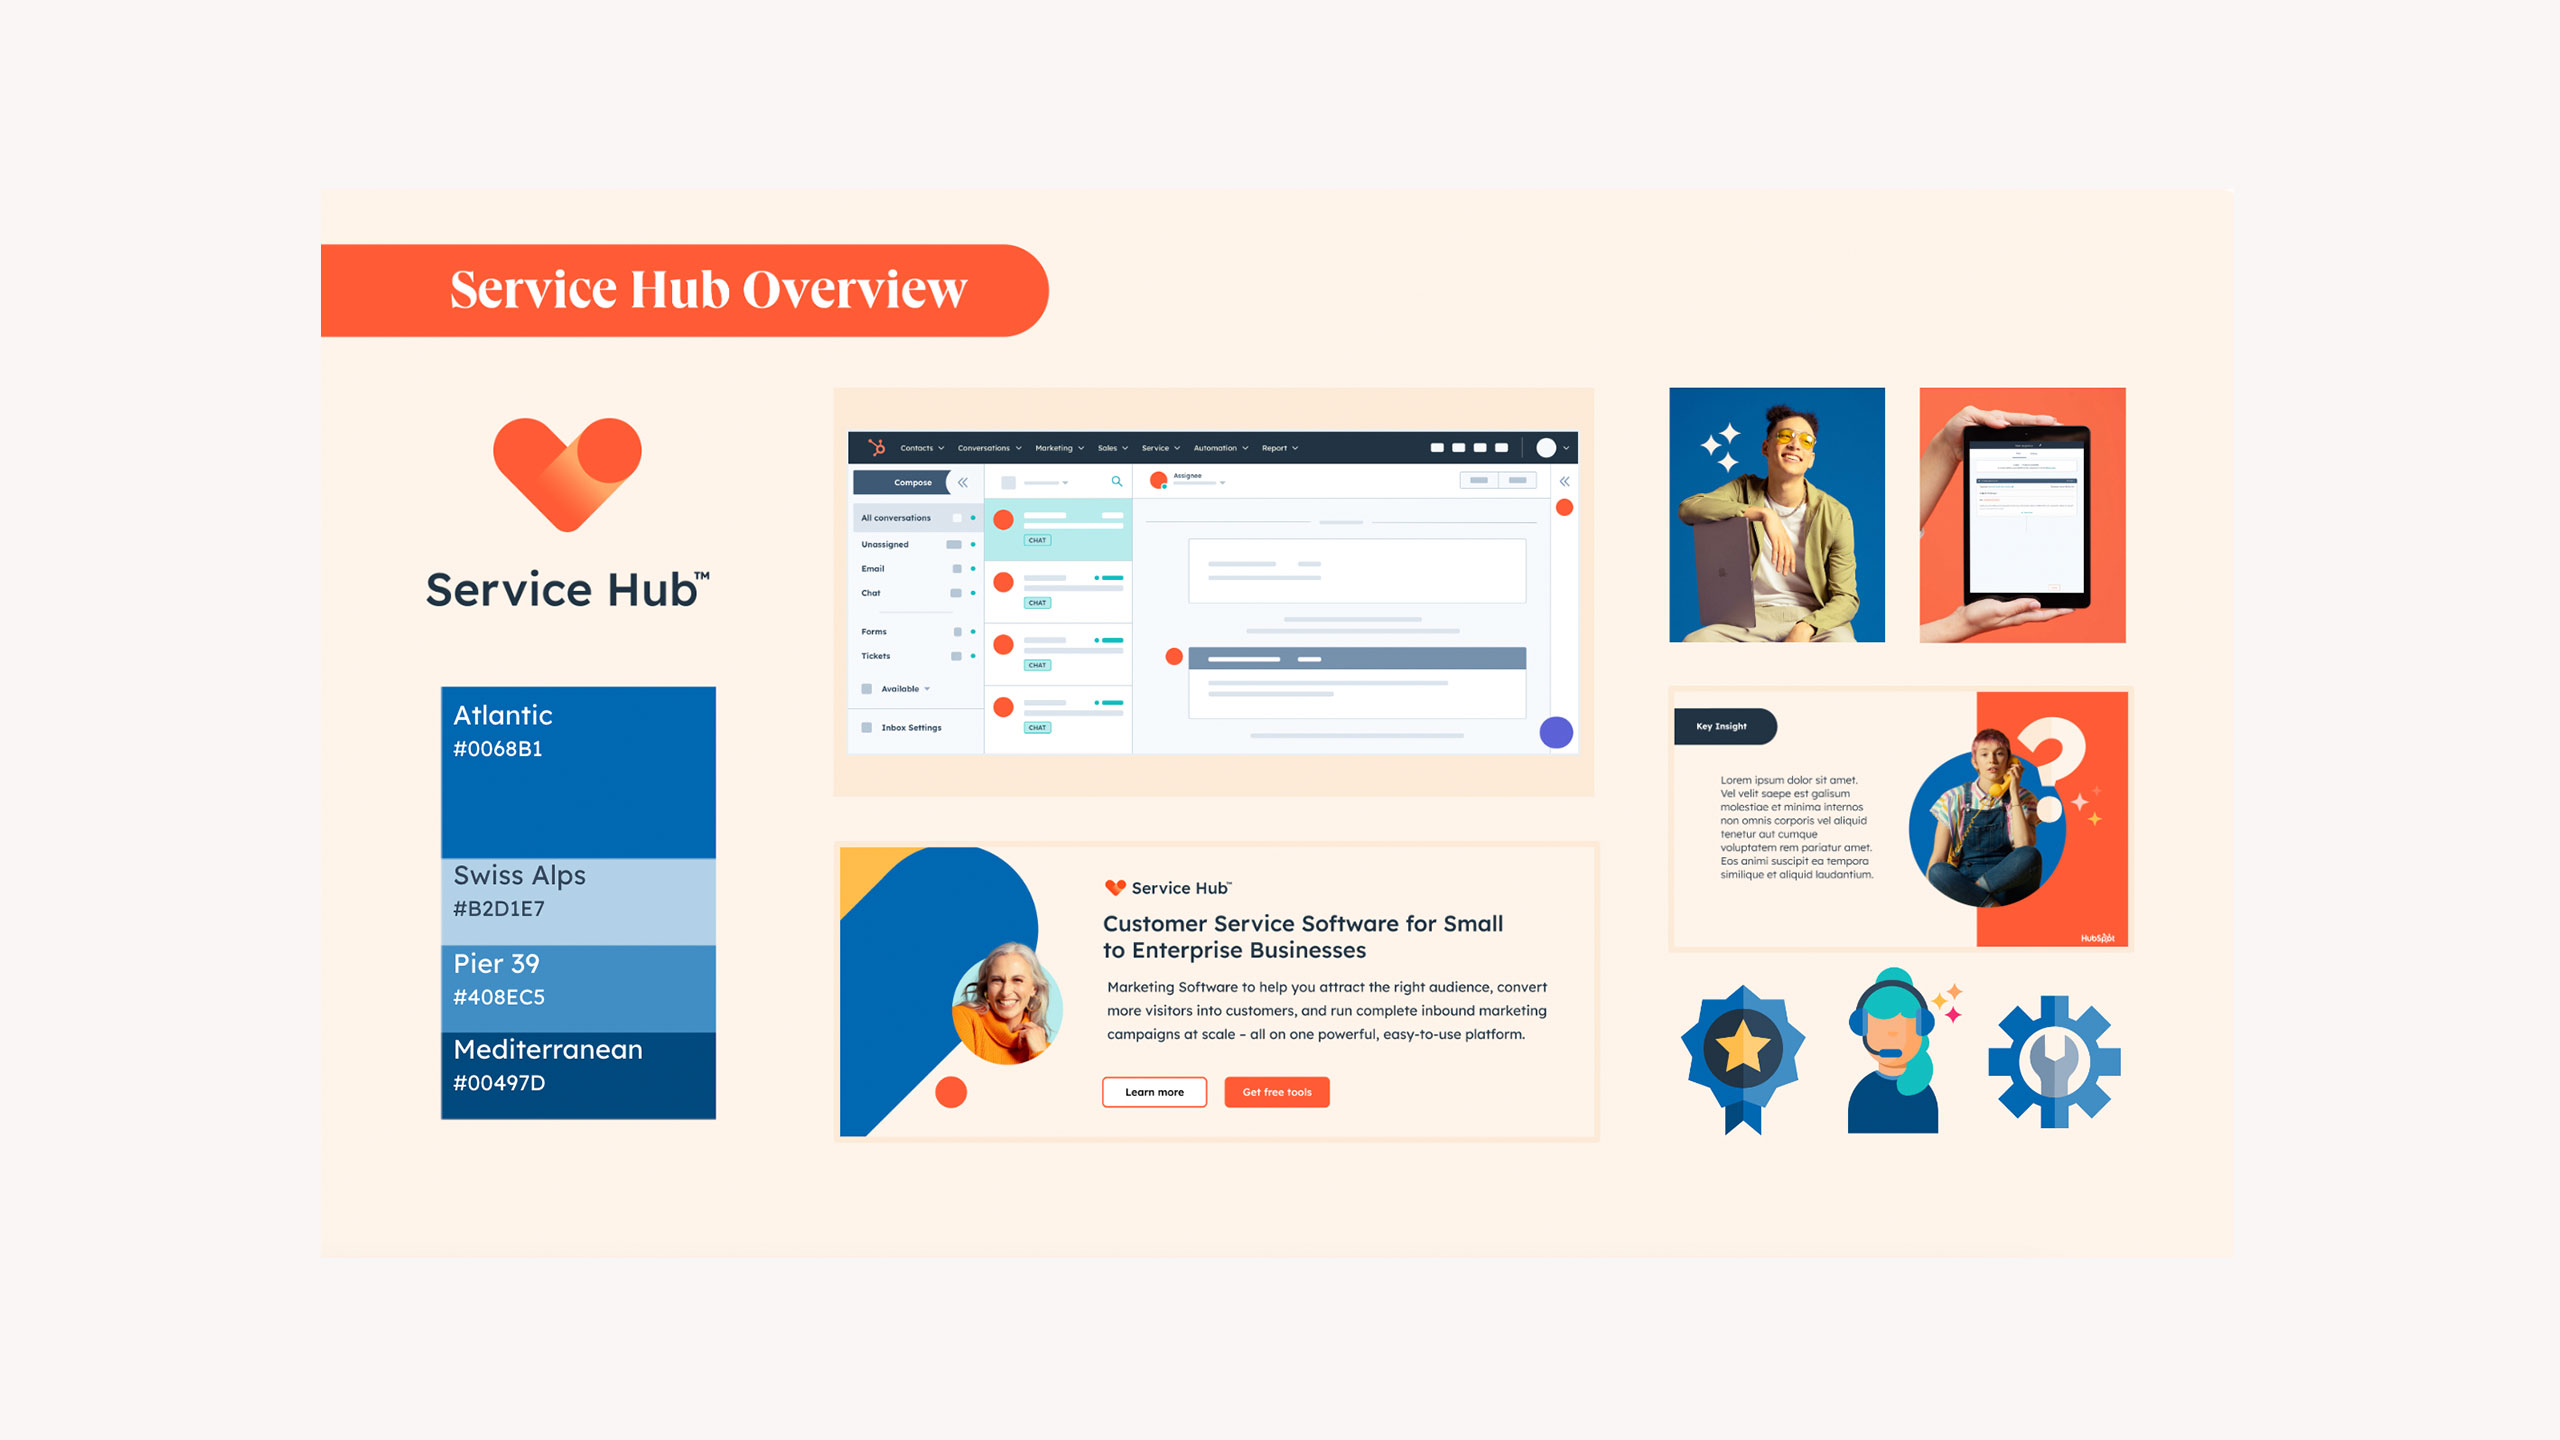 Service Hub Overview
Service Hub™
Atlantic
#0068B1
Swiss Alps
#B2D1E7
Pier 39
#408EC5
Mediterranean
#00497D
Contacts
Conversations
Marketing
Sales
Service
Automation
Report
Compose
All conversations
Unassigned
Email
Chat
Forms
Tickets
Available
Inbox Settings
CHAT
CHAT
CHAT
CHAT
Assignee
Service Hub™
Customer Service Software for Small
to Enterprise Businesses
Marketing Software to help you attract the right audience, convert
more visitors into customers, and run complete inbound marketing
campaigns at scale – all on one powerful, easy-to-use platform.
Learn more
Get free tools
Key Insight
Lorem ipsum dolor sit amet.
Vel velit saepe est galisum
molestiae et minima internos
non omnis corporis vel aliquid
tenetur aut cumque
voluptatem rem pariatur amet.
Eos animi suscipit ea tempora
similique et aliquid laudantium.
HubSpot